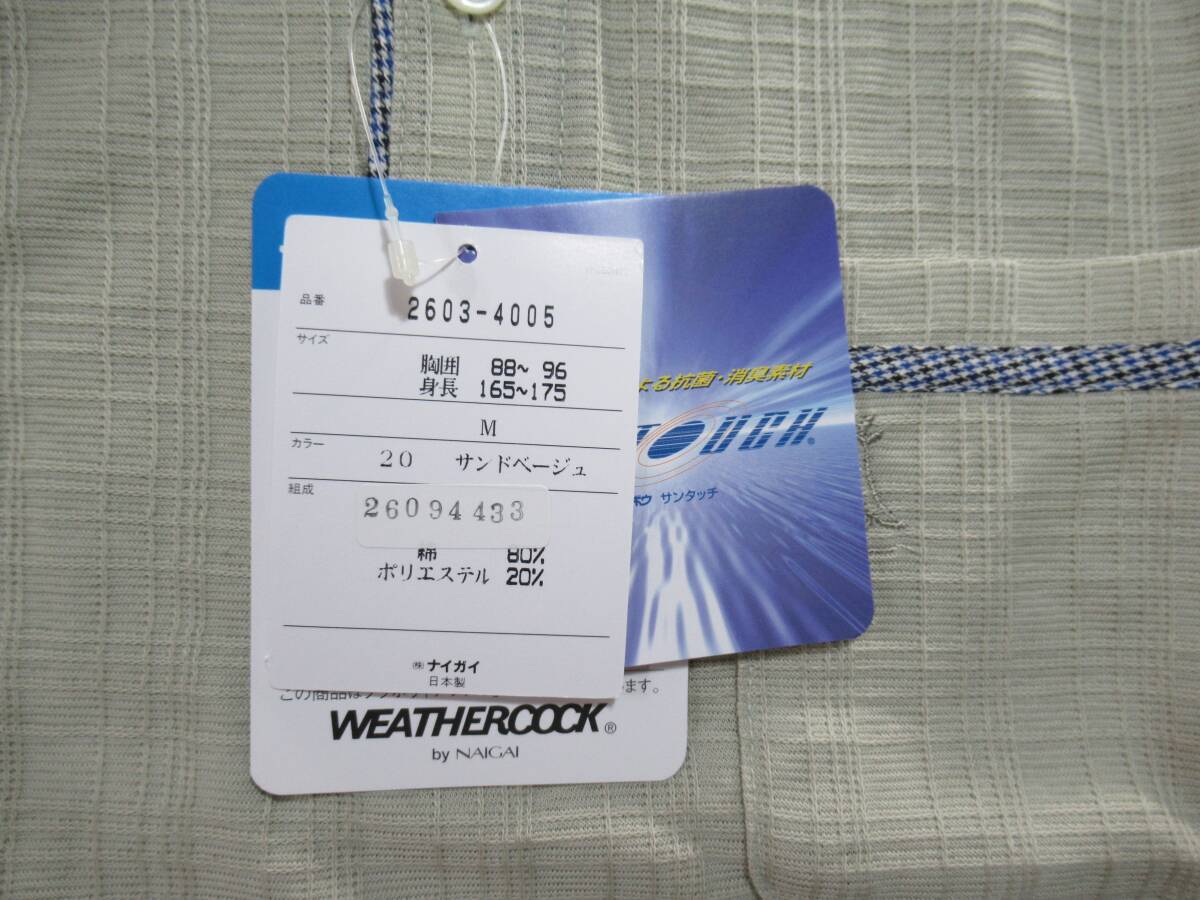 品番
2603-4005
サイズ
胸囲 88~ 96
身長 165~175
M
カラー
20 サンドベージュ
組成
26094433
綿 80%
ポリエステル 20%
㈱ ナイガイ
日本製
よる抗菌・消臭素材
TOUCH®
サンタッチ
この商品は
ます。
WEATHERCOCK®
by NAIGAI